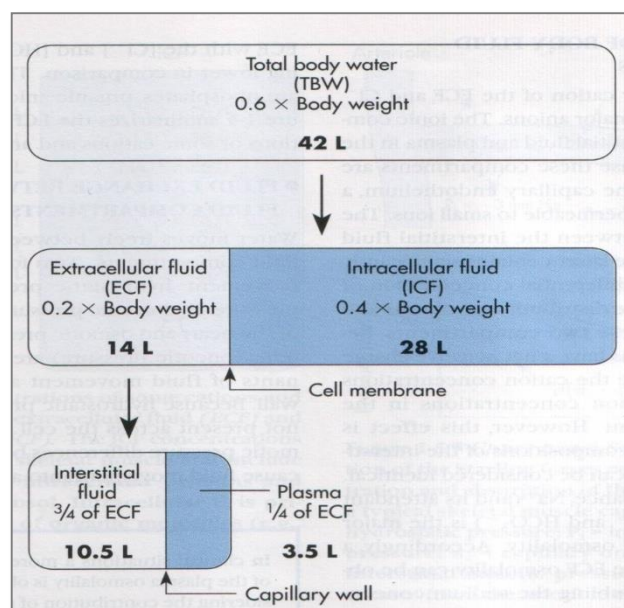 Total body water
(TBW)
0.6 × Body weight
42 L
Extracellular fluid
(ECF)
0.2 × Body weight
14 L
Intracellular fluid
(ICF)
0.4 × Body weight
28 L
Cell membrane
Interstitial
fluid
¾ of ECF
10.5 L
Plasma
¼ of ECF
3.5 L
Capillary wall